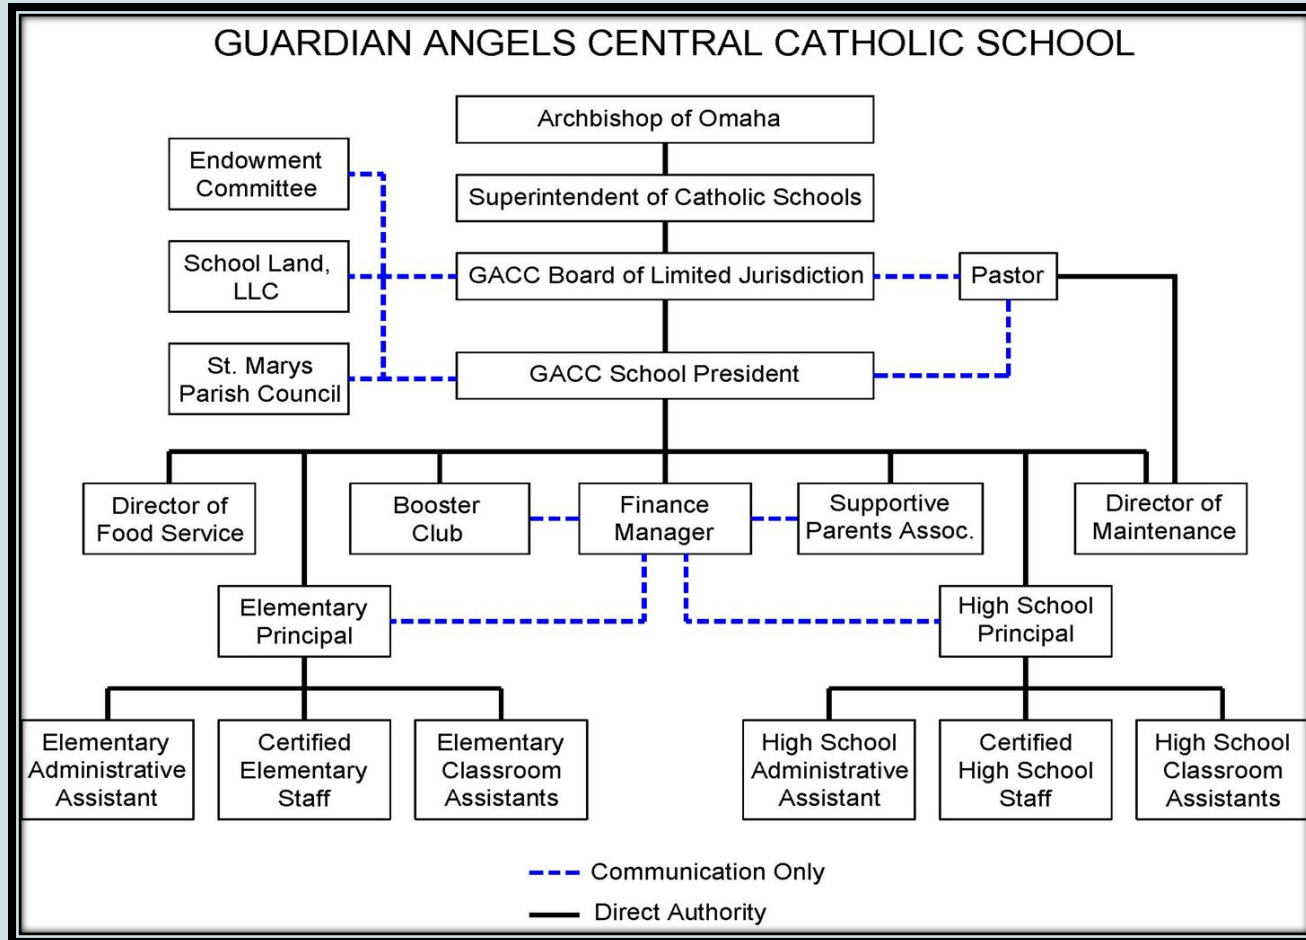 GUARDIAN ANGELS CENTRAL CATHOLIC SCHOOL
Archbishop of Omaha
Endowment
Committee
Superintendent of Catholic Schools
School Land,
LLC
GACC Board of Limited Jurisdiction
Pastor
St. Marys
Parish Council
GACC School President
Director of
Food Service
Booster
Club
Finance
Manager
Supportive
Parents Assoc.
Director of
Maintenance
Elementary
Principal
High School
Principal
Elementary
Administrative
Assistant
Certified
Elementary
Staff
Elementary
Classroom
Assistants
High School
Administrative
Assistant
Certified
High School
Staff
High School
Classroom
Assistants
Communication Only
Direct Authority